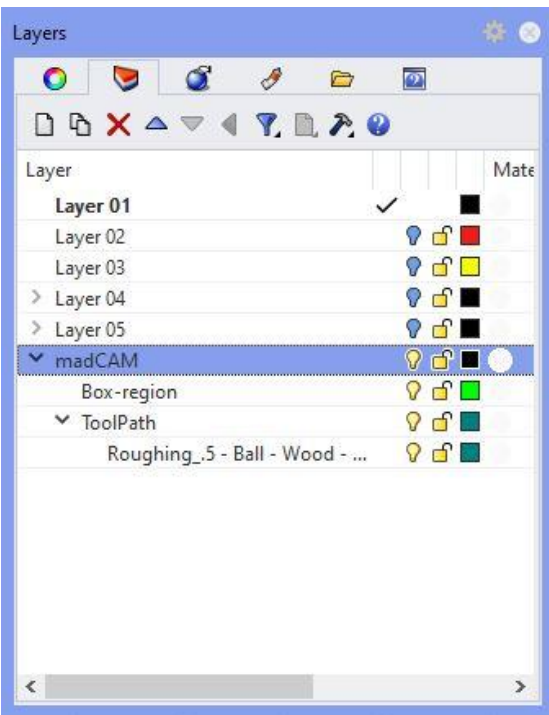 Layers
Layer Mate
Layer 01
Layer 02
Layer 03
Layer 04
Layer 05
madCAM
Box-region
ToolPath
Roughing_.5 - Ball - Wood - ...